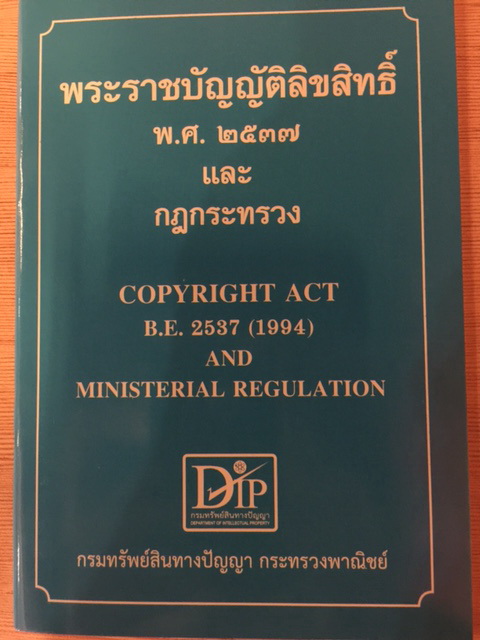 พระราชบัญญัติลิขสิทธิ์
พ.ศ. ๒๕๓๗
และ
กฎกระทรวง
COPYRIGHT ACT
B.E. 2537 (1994)
AND
MINISTERIAL REGULATION
DIP
กรมทรัพย์สินทางปัญญา
DEPARTMENT OF INTELLECTUAL PROPERTY
กรมทรัพย์สินทางปัญญา กระทรวงพาณิชย์